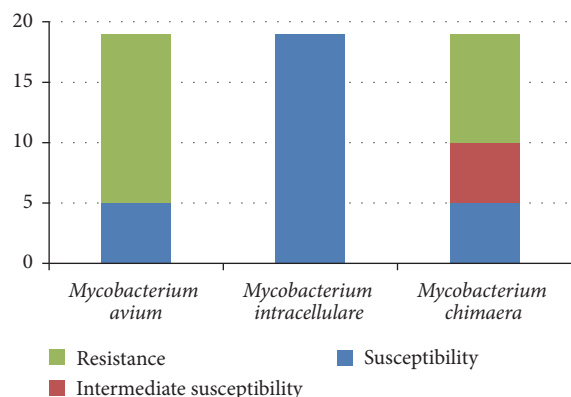 20
15
10
5
0
Mycobacterium
avium
Mycobacterium
intracellulare
Mycobacterium
chimaera
Resistance
Susceptibility
Intermediate susceptibility